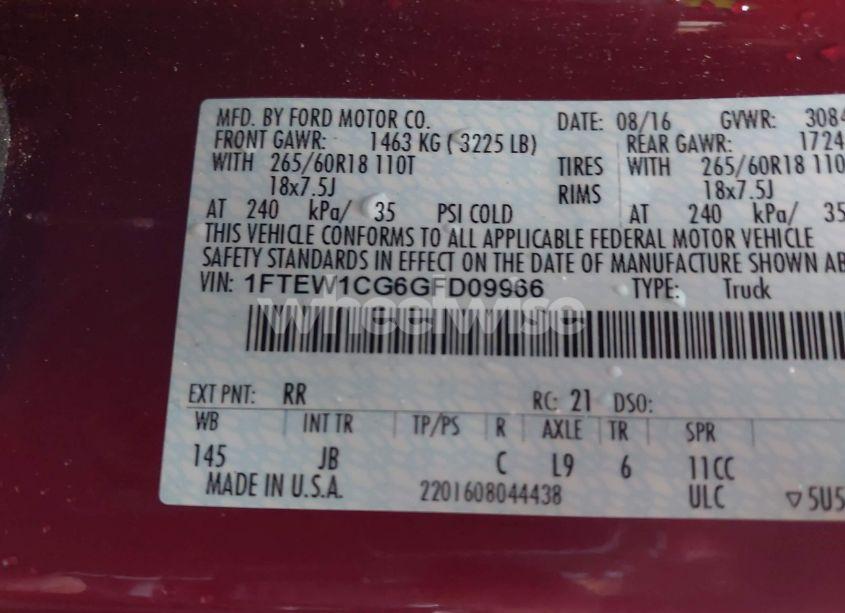 MFD. BY FORD MOTOR CO. DATE: 08/16 GVWR: 3084
FRONT GAWR: 1463 KG ( 3225 LB) REAR GAWR: 1724
WITH 265/60R18 110T TIRES WITH 265/60R18 110
18x7.5J RIMS 18x7.5J
AT 240 kPa/ 35 PSI COLD AT 240 kPa/ 35
THIS VEHICLE CONFORMS TO ALL APPLICABLE FEDERAL MOTOR VEHICLE
SAFETY STANDARDS IN EFFECT ON THE DATE OF MANUFACTURE SHOWN AB
VIN: 1FTEW1CG6GFD09966 TYPE: Truck
wheelwise
EXT PNT: RR RC: 21 DSO:
WB INT TR TP/PS R AXLE TR SPR
145 JB C L9 6 11CC
MADE IN U.S.A. 2201608044438 ULC ▽5U5